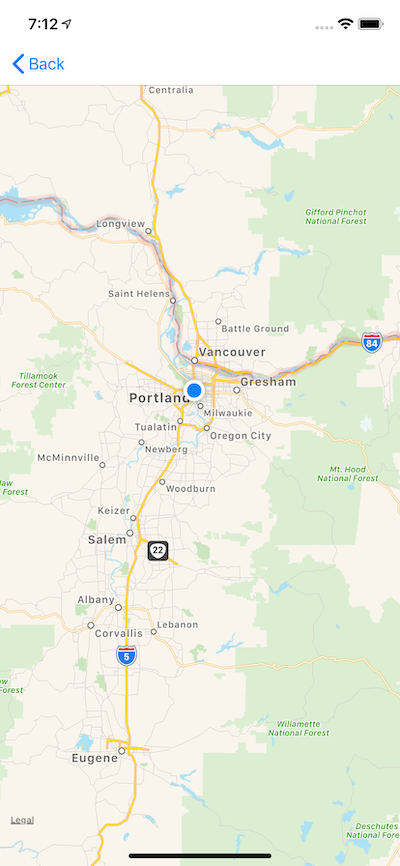 7:12
Back
Centralia
Gifford Pinchot
National Forest
Longview
Saint Helens
Battle Ground
84
Vancouver
Tillamook
Forest Center
Gresham
Portland
Milwaukie
Tualatin
Oregon City
Newberg
McMinnville
Mt. Hood
National Forest
law
Forest
Woodburn
Keizer
Salem
22
Albany
Lebanon
Corvallis
5
aw
Forest
Willamette
National Forest
Eugene
Legal
Deschutes
National Fores